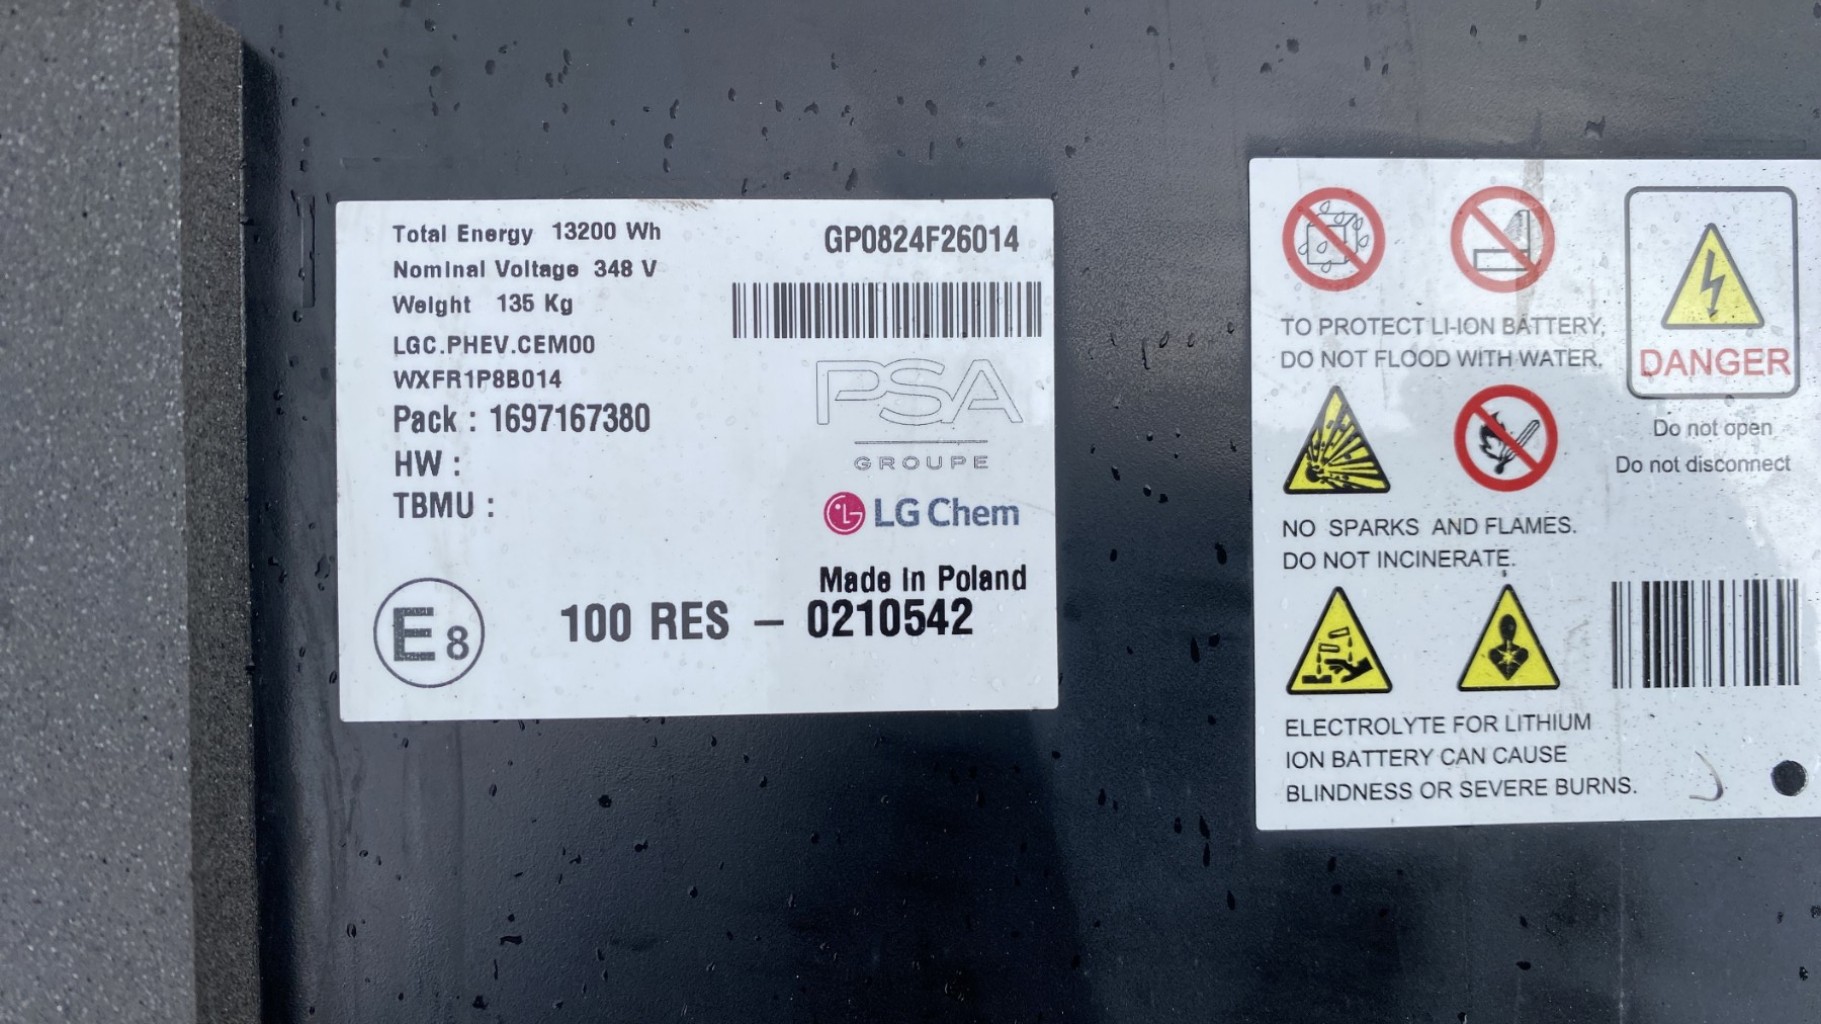 Total Energy 13200 Wh
Nominal Voltage 348 V
Weight 135 Kg
LGC.PHEV.CEM00
WXFR1P8B014
Pack : 1697167380
HW :
TBMU :
GP0824F26014
PSA
GROUPE
LG Chem
Made In Poland
E8
100 RES – 0210542
TO PROTECT LI-ION BATTERY,
DO NOT FLOOD WITH WATER.
DANGER
Do not open
Do not disconnect
NO SPARKS AND FLAMES.
DO NOT INCINERATE.
ELECTROLYTE FOR LITHIUM
ION BATTERY CAN CAUSE
BLINDNESS OR SEVERE BURNS.